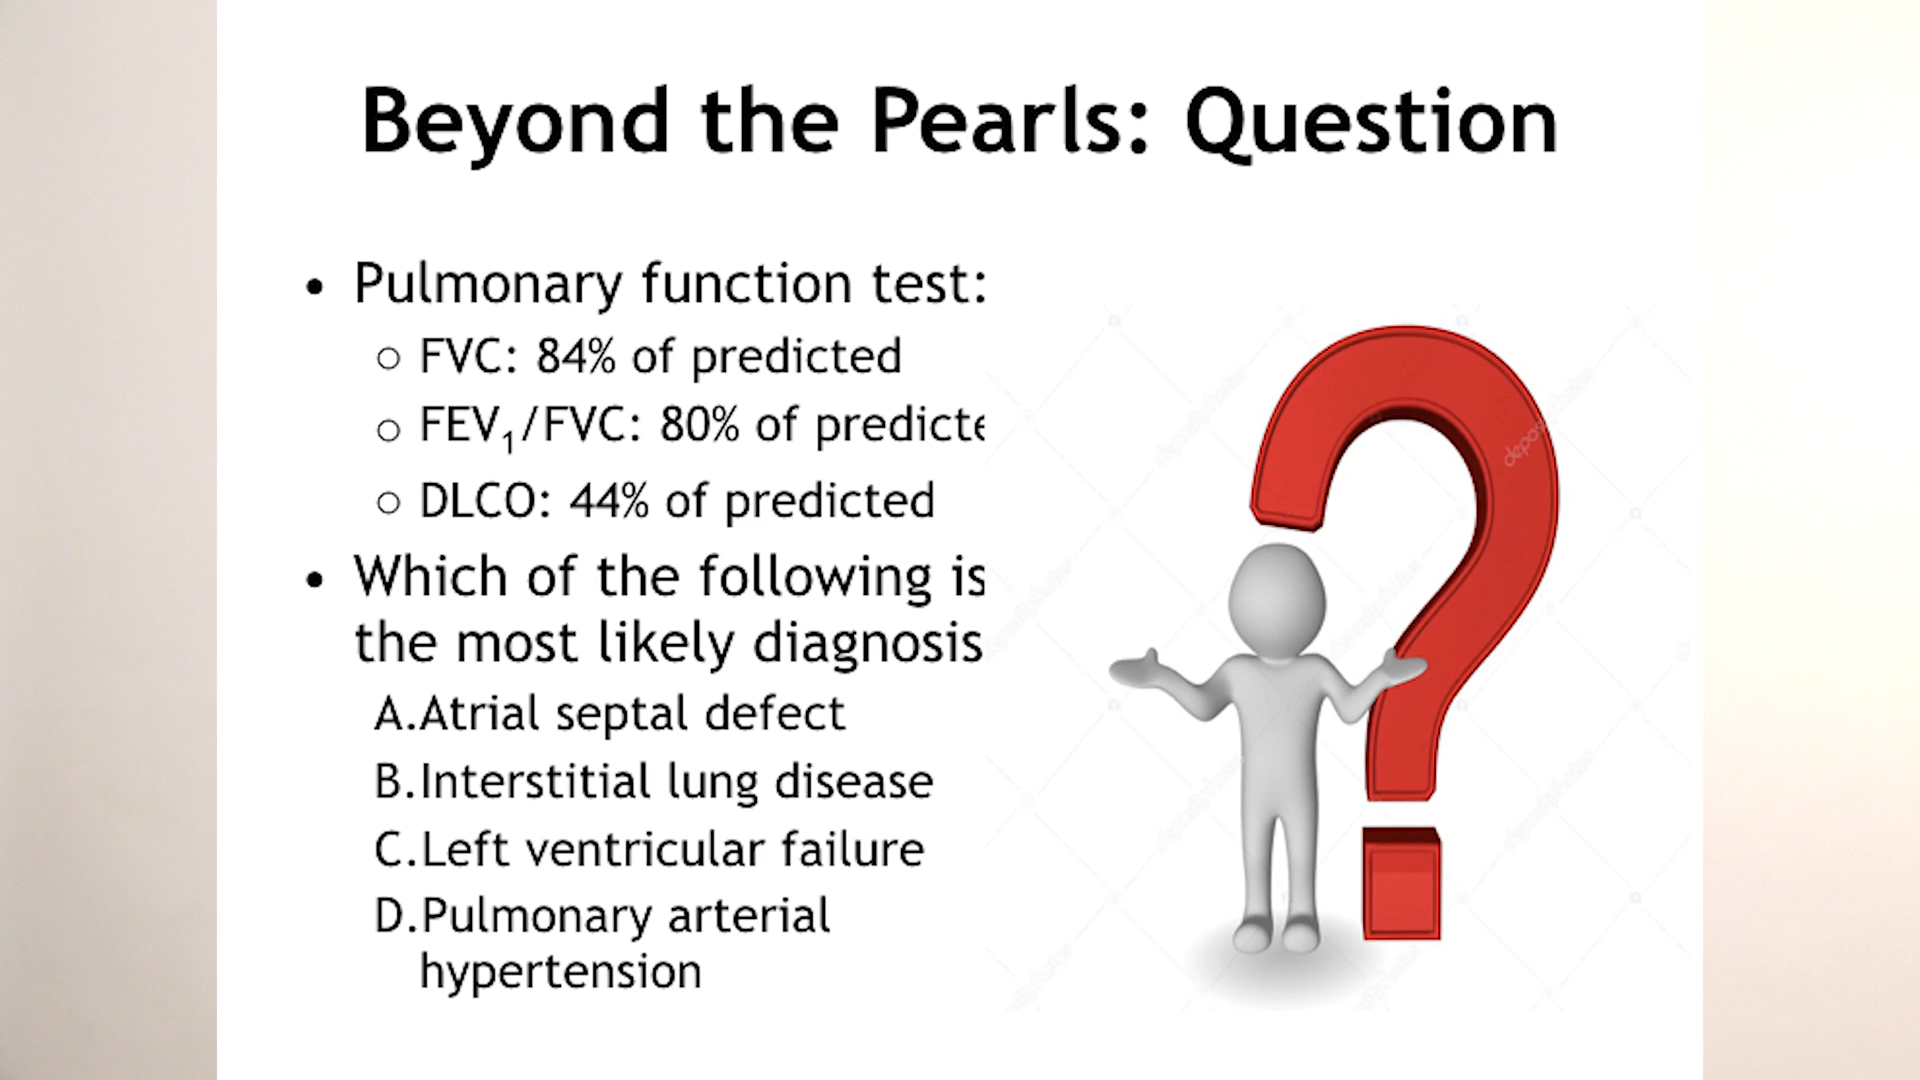 Beyond the Pearls: Question
• Pulmonary function test:
○ FVC: 84% of predicted
○ FEV₁/FVC: 80% of predicte
○ DLCO: 44% of predicted
• Which of the following is
the most likely diagnosis
A.Atrial septal defect
B.Interstitial lung disease
C.Left ventricular failure
D.Pulmonary arterial
hypertension